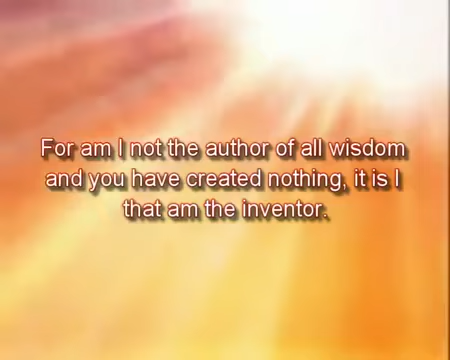 For am I not the author of all wisdom
and you have created nothing, it is I
that am the inventor.